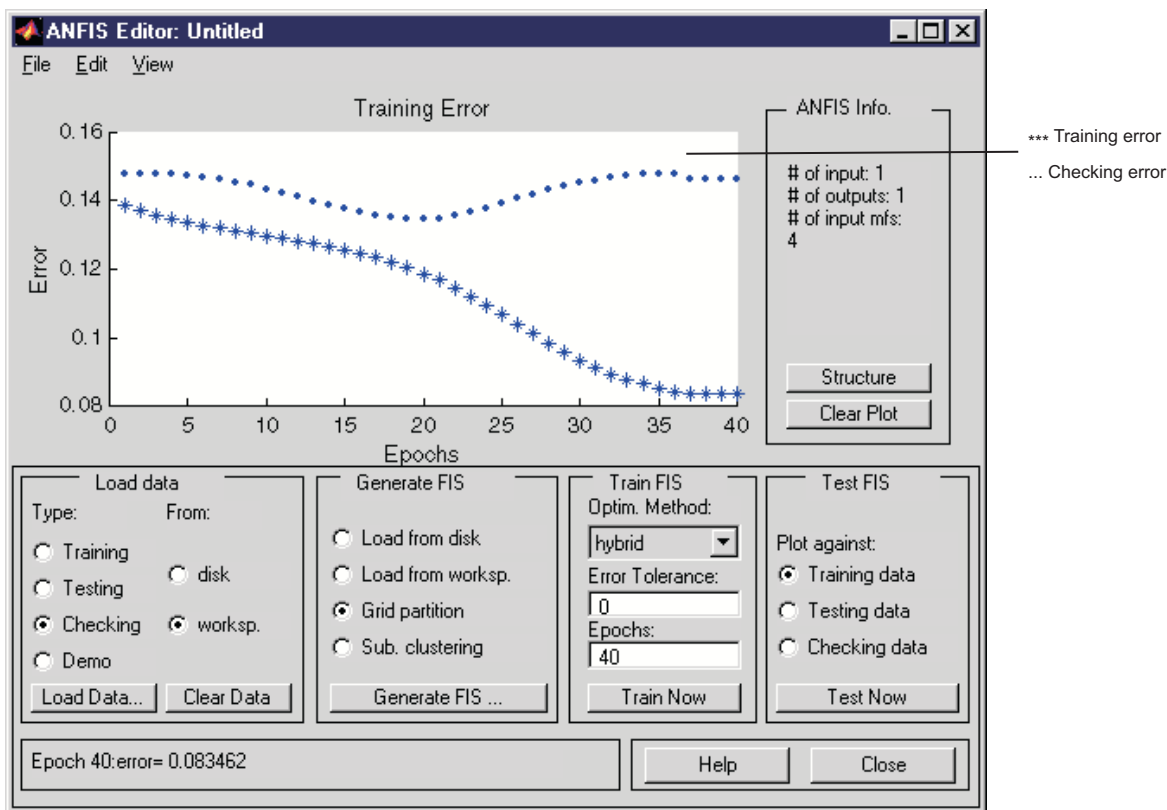 ANFIS Editor: Untitled
File Edit View
Training Error
0.16
0.14
0.12
0.1
0.08
Error
0 5 10 15 20 25 30 35 40
Epochs
ANFIS Info.
# of input: 1
# of outputs: 1
# of input mfs:
4
Structure
Clear Plot
*** Training error
... Checking error
Load data
Type: From:
Training
Testing
Checking
Demo
disk
worksp.
Load Data... Clear Data
Generate FIS
Load from disk
Load from worksp.
Grid partition
Sub. clustering
Generate FIS ...
Train FIS
Optim. Method:
hybrid
Error Tolerance:
0
Epochs:
40
Train Now
Test FIS
Plot against:
Training data
Testing data
Checking data
Test Now
Epoch 40:error= 0.083462
Help Close